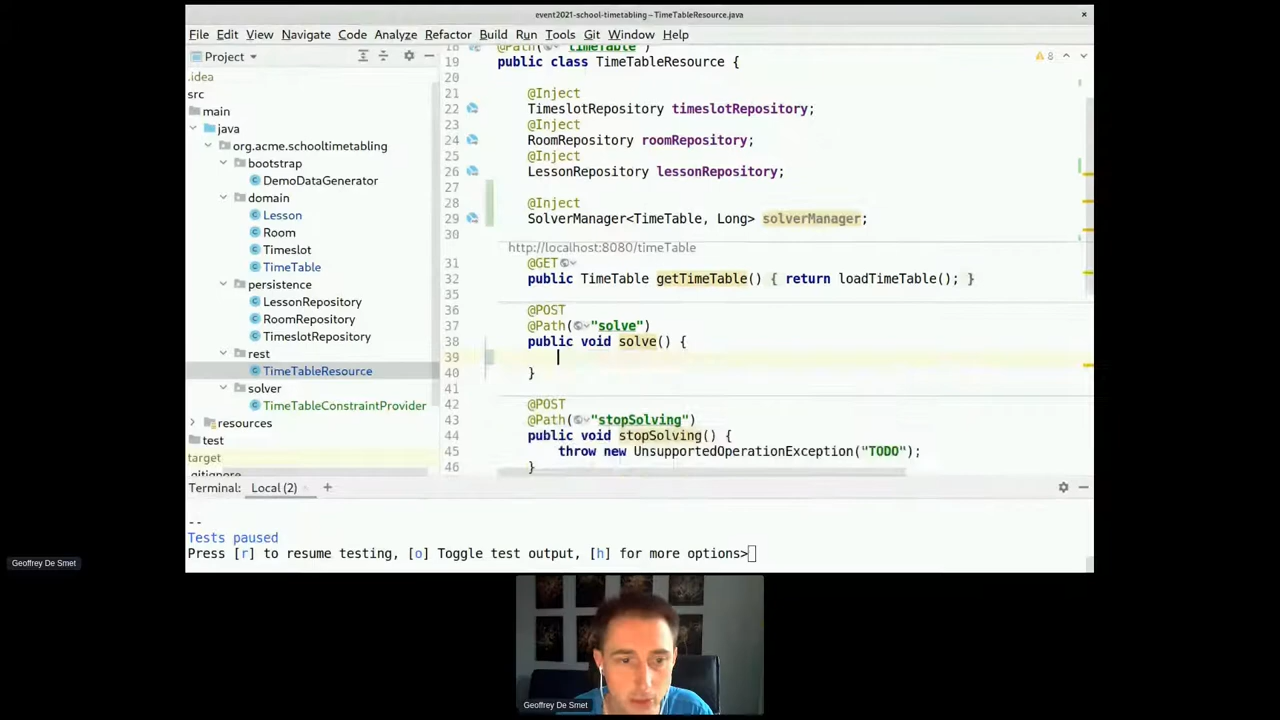 event2021-school-timetabling – TimeTableResource.java
File Edit View Navigate Code Analyze Refactor Build Run Tools Git Window Help
Project
.idea
src
main
java
org.acme.schooltimetabling
bootstrap
DemoDataGenerator
domain
Lesson
Room
Timeslot
TimeTable
persistence
LessonRepository
RoomRepository
TimeslotRepository
rest
TimeTableResource
solver
TimeTableConstraintProvider
resources
test
target
.gitignore
8
18 @Path("timeTable")
19 public class TimeTableResource {
20
21 @Inject
22 TimeslotRepository timeslotRepository;
23 @Inject
24 RoomRepository roomRepository;
25 @Inject
26 LessonRepository lessonRepository;
27
28 @Inject
29 SolverManager<TimeTable, Long> solverManager;
30
http://localhost:8080/timeTable
31 @GET
32 public TimeTable getTimeTable() { return loadTimeTable(); }
35
36 @POST
37 @Path("solve")
38 public void solve() {
39
40 }
41
42 @POST
43 @Path("stopSolving")
44 public void stopSolving() {
45 throw new UnsupportedOperationException("TODO");
46 }
Terminal: Local (2) +
--
Tests paused
Press [r] to resume testing, [o] Toggle test output, [h] for more options>
Geoffrey De Smet
Geoffrey De Smet